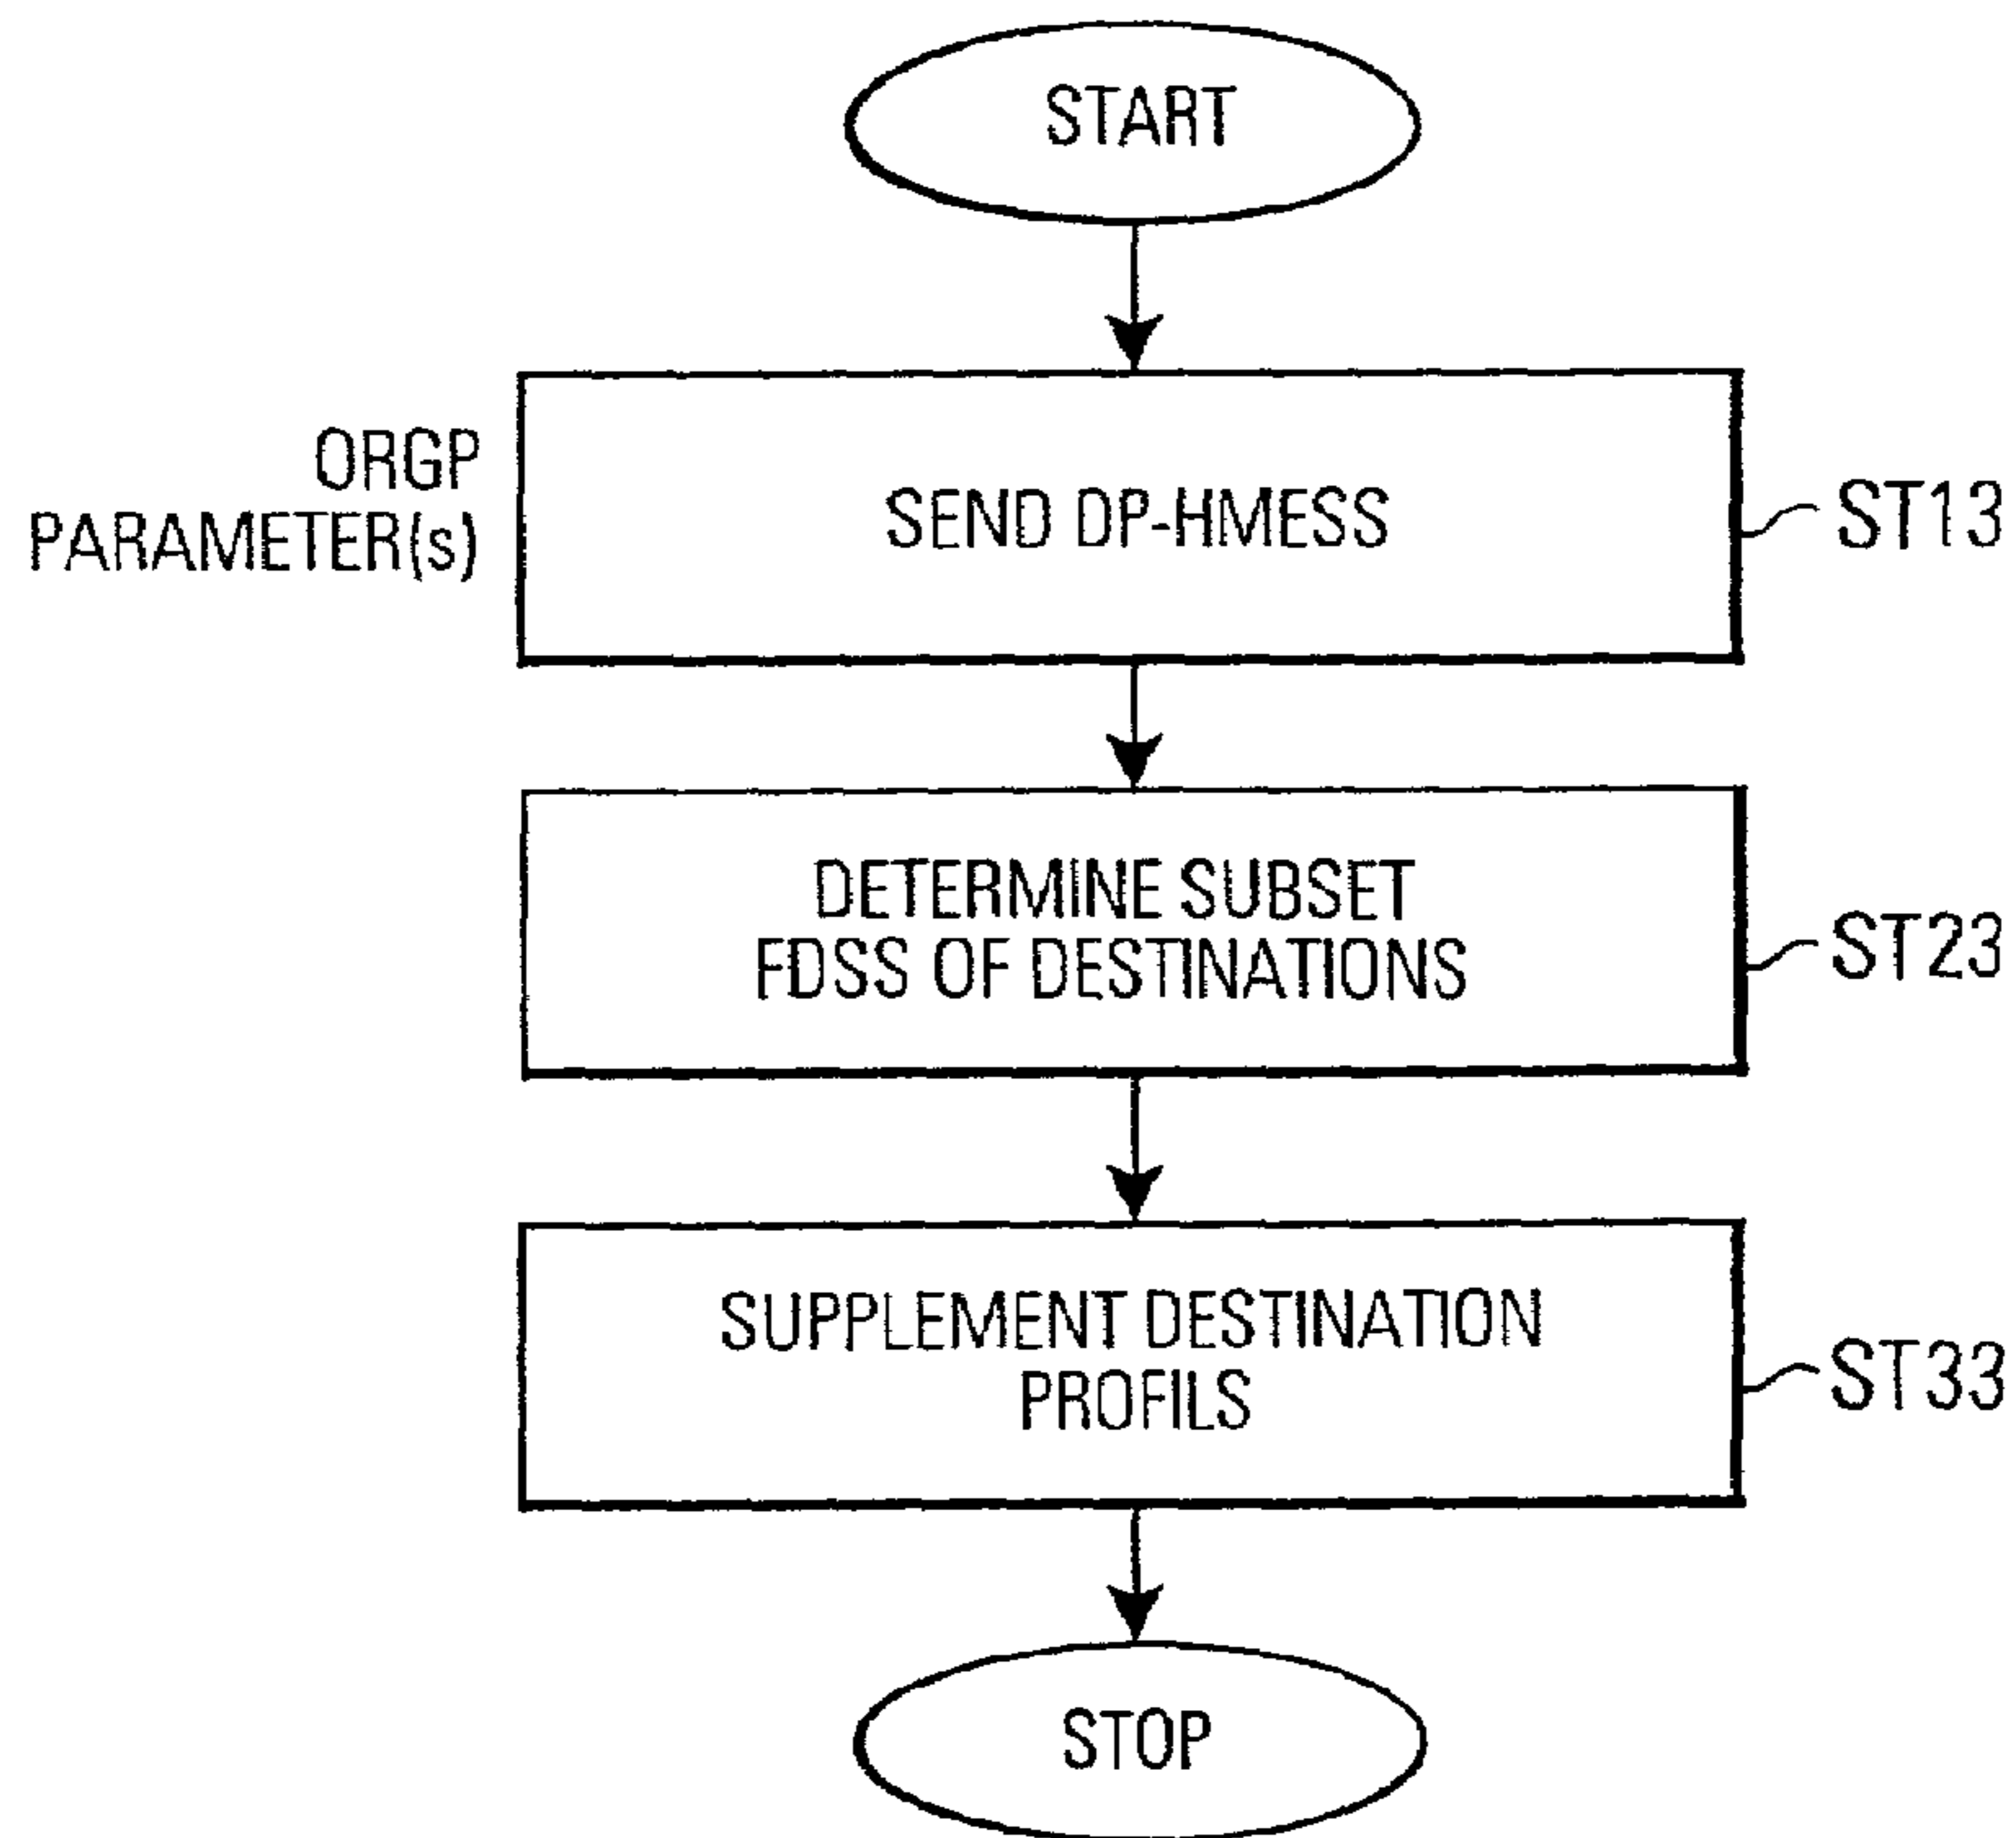 START
ORGP
PARAMETER(s)
SEND DP-HMESS
ST13
DETERMINE SUBSET
FDSS OF DESTINATIONS
ST23
SUPPLEMENT DESTINATION
PROFILS
ST33
STOP